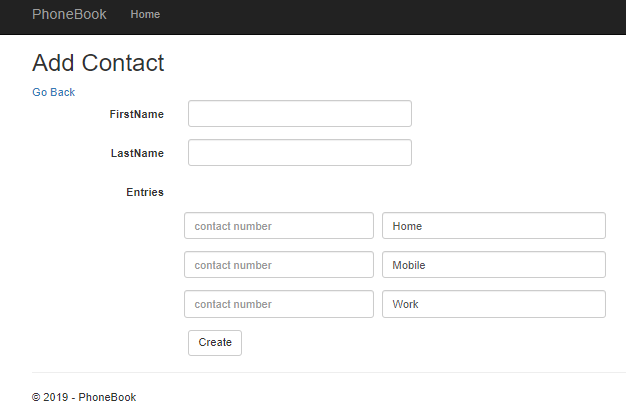 PhoneBook Home
Add Contact
Go Back
FirstName
LastName
Entries
contact number Home
contact number Mobile
contact number Work
Create
© 2019 - PhoneBook